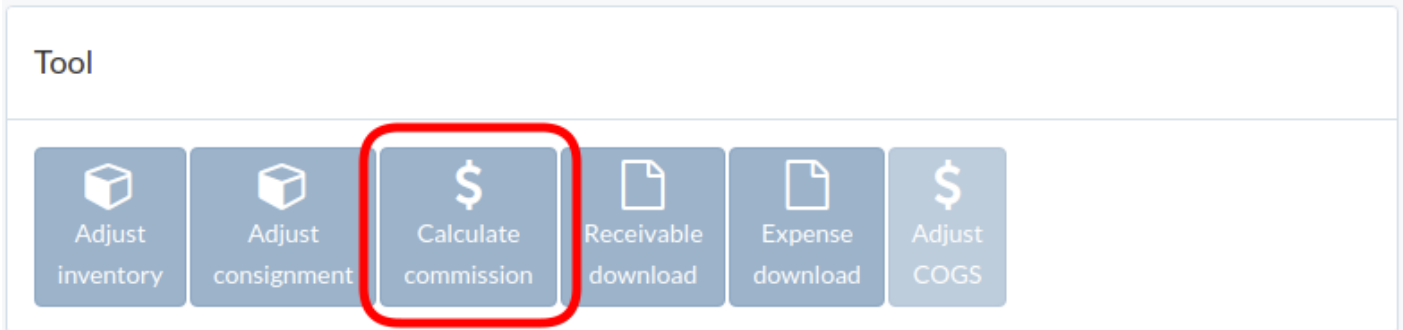 Tool
Adjust
inventory
Adjust
consignment
Calculate
commission
Receivable
download
Expense
download
Adjust
COGS